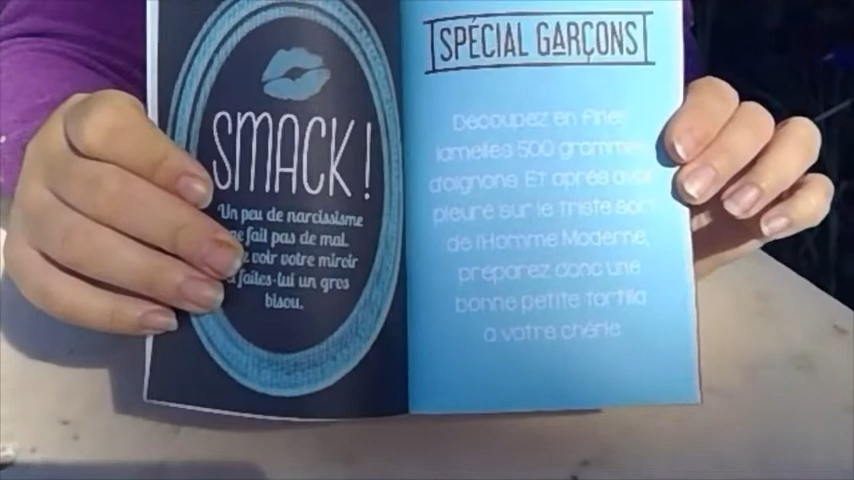 SMACK!
Un peu de narcissisme
ne fait pas de mal.
voir votre miroir
faites-lui un gros
bisou.
SPÉCIAL GARÇONS
Découpez en fines
lamelles 500 grammes
d'oignons. Et après avoir
pleuré sur le triste sort
de l'Homme Moderne,
préparez donc une
bonne petite tortilla
à votre chérie